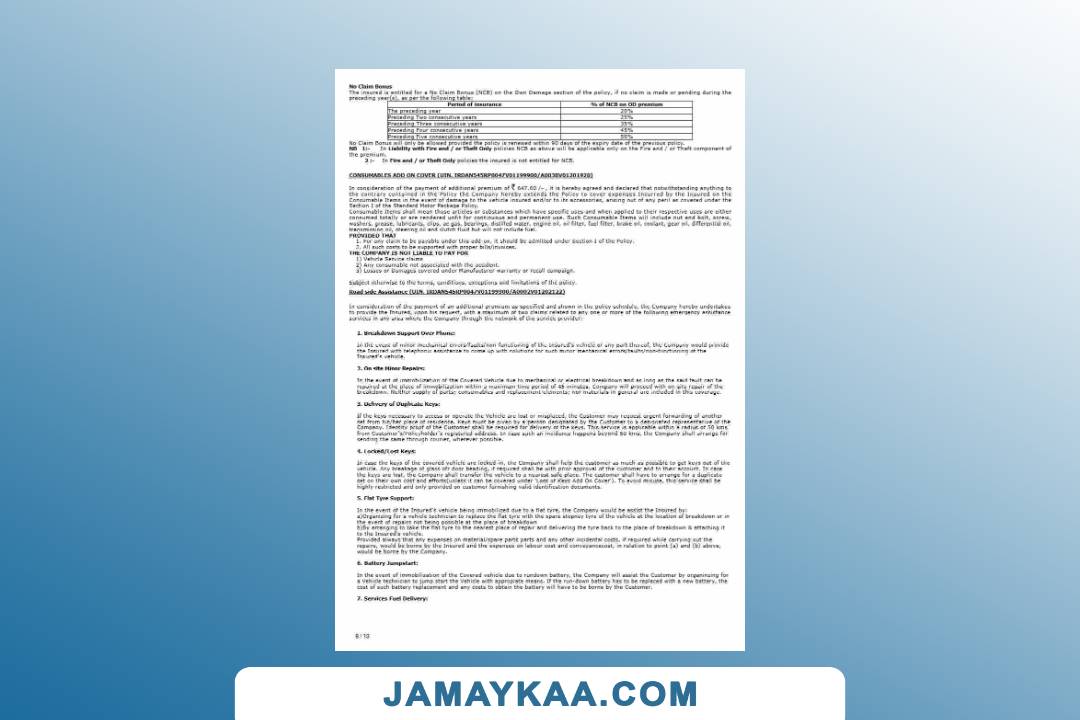 No Claim Bonus
The insured is entitled for a No Claim Bonus (NCB) on the Own Damage section of the policy, if no claim is made or pending during the
preceding year(s), as per the following table:
Period of Insurance % of NCB on OD premium
The preceding year 20%
Preceding Two consecutive years 25%
Preceding Three consecutive years 35%
Preceding Four consecutive years 45%
Preceding Five consecutive years 50%
No Claim Bonus will only be allowed provided the policy is renewed within 90 days of the expiry date of the previous policy.
NB 1:- In Liability with Fire and / or Theft Only policies NCB as above will be applicable only on the Fire and / or Theft component of
the premium.
2 :- In Fire and / or Theft Only policies the insured is not entitled for NCB.
CONSUMABLES ADD ON COVER
In consideration of the payment of additional premium of ₹ 647.02 /-, it is hereby agreed and declared that notwithstanding anything to
the contrary contained in the Policy the Company hereby extends the Policy to cover expenses incurred by the Insured on the
Consumable Items in the event of damage to the vehicle insured and/or to its accessories, arising out of any peril as covered under the
Section I of the Standard Motor Package Policy.
Consumable Items shall mean those articles or substances which have specific uses and when applied to their respective uses are either
consumed totally or are rendered unfit for continuous and permanent use. Such Consumable Items will include nut and bolt, screw,
washers, grease, lubricants, clips, ac gas, bearings, distilled water, engine oil, oil filter, fuel filter, brake oil, coolant, gear oil, differential oil,
transmission oil, steering oil and clutch fluid but will not include fuel.
PROVIDED THAT
1. For any claim to be payable under this add on, it should be admitted under Section I of the Policy.
2. All such costs to be supported with proper bills/invoices.
THE COMPANY IS NOT LIABLE TO PAY FOR
1) Vehicle Service claims
2) Any consumable not associated with the accident.
3) Losses or Damages covered under Manufacturer warranty or recall campaign.
Subject otherwise to the terms, conditions, exceptions and limitations of the policy.
Road side Assistance
In consideration of the payment of an additional premium as specified and shown in the policy schedule, the Company hereby undertakes
to provide the Insured, upon his request, with a maximum of two claims related to any one or more of the following emergency assistance
services in any area where the Company through the network of the service provider:
1. Breakdown Support Over Phone:
In the event of minor mechanical errors/faults/non functioning of the Insured's vehicle or any part thereof, the Company would provide
the Insured with telephonic assistance to come up with solutions for such minor mechanical errors/faults/non-functioning of the
Insured's vehicle.
2. On site Minor Repairs:
In the event of immobilization of the Covered Vehicle due to mechanical or electrical breakdown and as long as the said fault can be
repaired at the place of immobilization within a maximum time period of 45 minutes, Company will proceed with on site repair of the
breakdown. Neither supply of parts; consumables and replacement elements; nor materials in general are included in this coverage.
3. Delivery of Duplicate Keys:
If the keys necessary to access or operate the Vehicle are lost or misplaced, the Customer may request urgent forwarding of another
set from his/her place of residence. Keys must be given by a person designated by the Customer to a designated representative of the
Company. Identity proof of the Customer shall be required for delivery of the keys. This service is applicable within a radius of 50 kms.
from Customer's/Policyholder's registered address. In case such an incidence happens beyond 50 kms, the Company shall arrange for
sending the same through courier, wherever possible.
4. Locked/Lost Keys:
In case the keys of the covered vehicle are locked-in, the Company shall help the customer as much as possible to get keys out of the
vehicle. Any breakage of glass or/ door beading, if required shall be with prior approval of the customer and to their account. In case
the keys are lost, the Company shall transfer the vehicle to a nearest safe place. The customer shall have to arrange for a duplicate
set on their own cost and efforts(unless it can be covered under 'Loss of Keys Add On Cover'). To avoid misuse, this service shall be
highly restricted and only provided on customer furnishing valid identification documents.
5. Flat Tyre Support:
In the event of the Insured's vehicle being immobilized due to a flat tyre, the Company would be assist the Insured by:
a)Organizing for a vehicle technician to replace the flat tyre with the spare stepney tyre of the vehicle at the location of breakdown or in
the event of repairs not being possible at the place of breakdown
b)By arranging to take the flat tyre to the nearest place of repair and delivering the tyre back to the place of breakdown & attaching it
to the Insured's vehicle.
Provided always that any expenses on material/spare parts parts and any other incidental costs, if required while carrying out the
repairs, would be borne by the Insured and the expenses on labour cost and conveyancecost, in relation to point (a) and (b) above,
would be borne by the Company.
6. Battery Jumpstart:
In the event of immobilization of the Covered vehicle due to rundown battery, the Company will assist the Customer by organizing for
a Vehicle technician to jump start the Vehicle with appropriate means. If the run-down battery has to be replaced with a new battery, the
cost of such battery replacement and any costs to obtain the battery will have to be borne by the Customer.
7. Services Fuel Delivery:
JAMAYKAA.COM